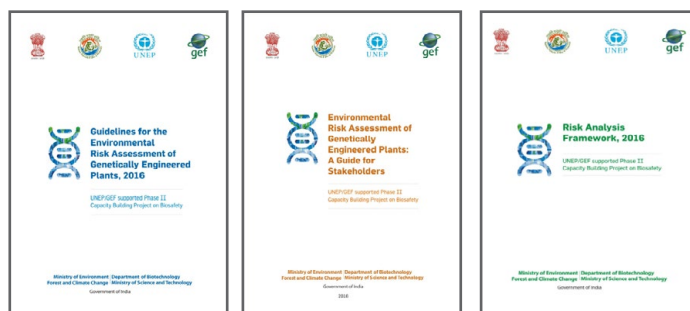 UNEP
gef
Guidelines for the
Environmental
Risk Assessment of
Genetically Engineered
Plants, 2016
UNEP/GEF supported Phase II
Capacity Building Project on Biosafety
Ministry of Environment Department of Biotechnology
Forest and Climate Change Ministry of Science and Technology
Government of India
UNEP
gef
Environmental
Risk Assessment of
Genetically
Engineered Plants:
A Guide for
Stakeholders
UNEP/GEF supported Phase II
Capacity Building Project on Biosafety
Ministry of Environment Department of Biotechnology
Forest and Climate Change Ministry of Science and Technology
Government of India
2016
UNEP
gef
Risk Analysis
Framework, 2016
UNEP/GEF supported Phase II
Capacity Building Project on Biosafety
Ministry of Environment Department of Biotechnology
Forest and Climate Change Ministry of Science and Technology
Government of India